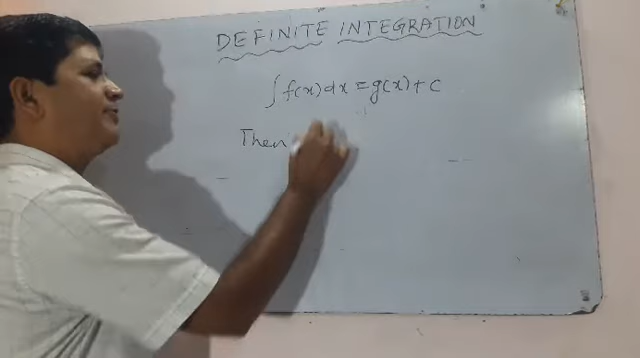 DEFINITE INTEGRATION
∫ f(x) dx = g(x) + c
Then